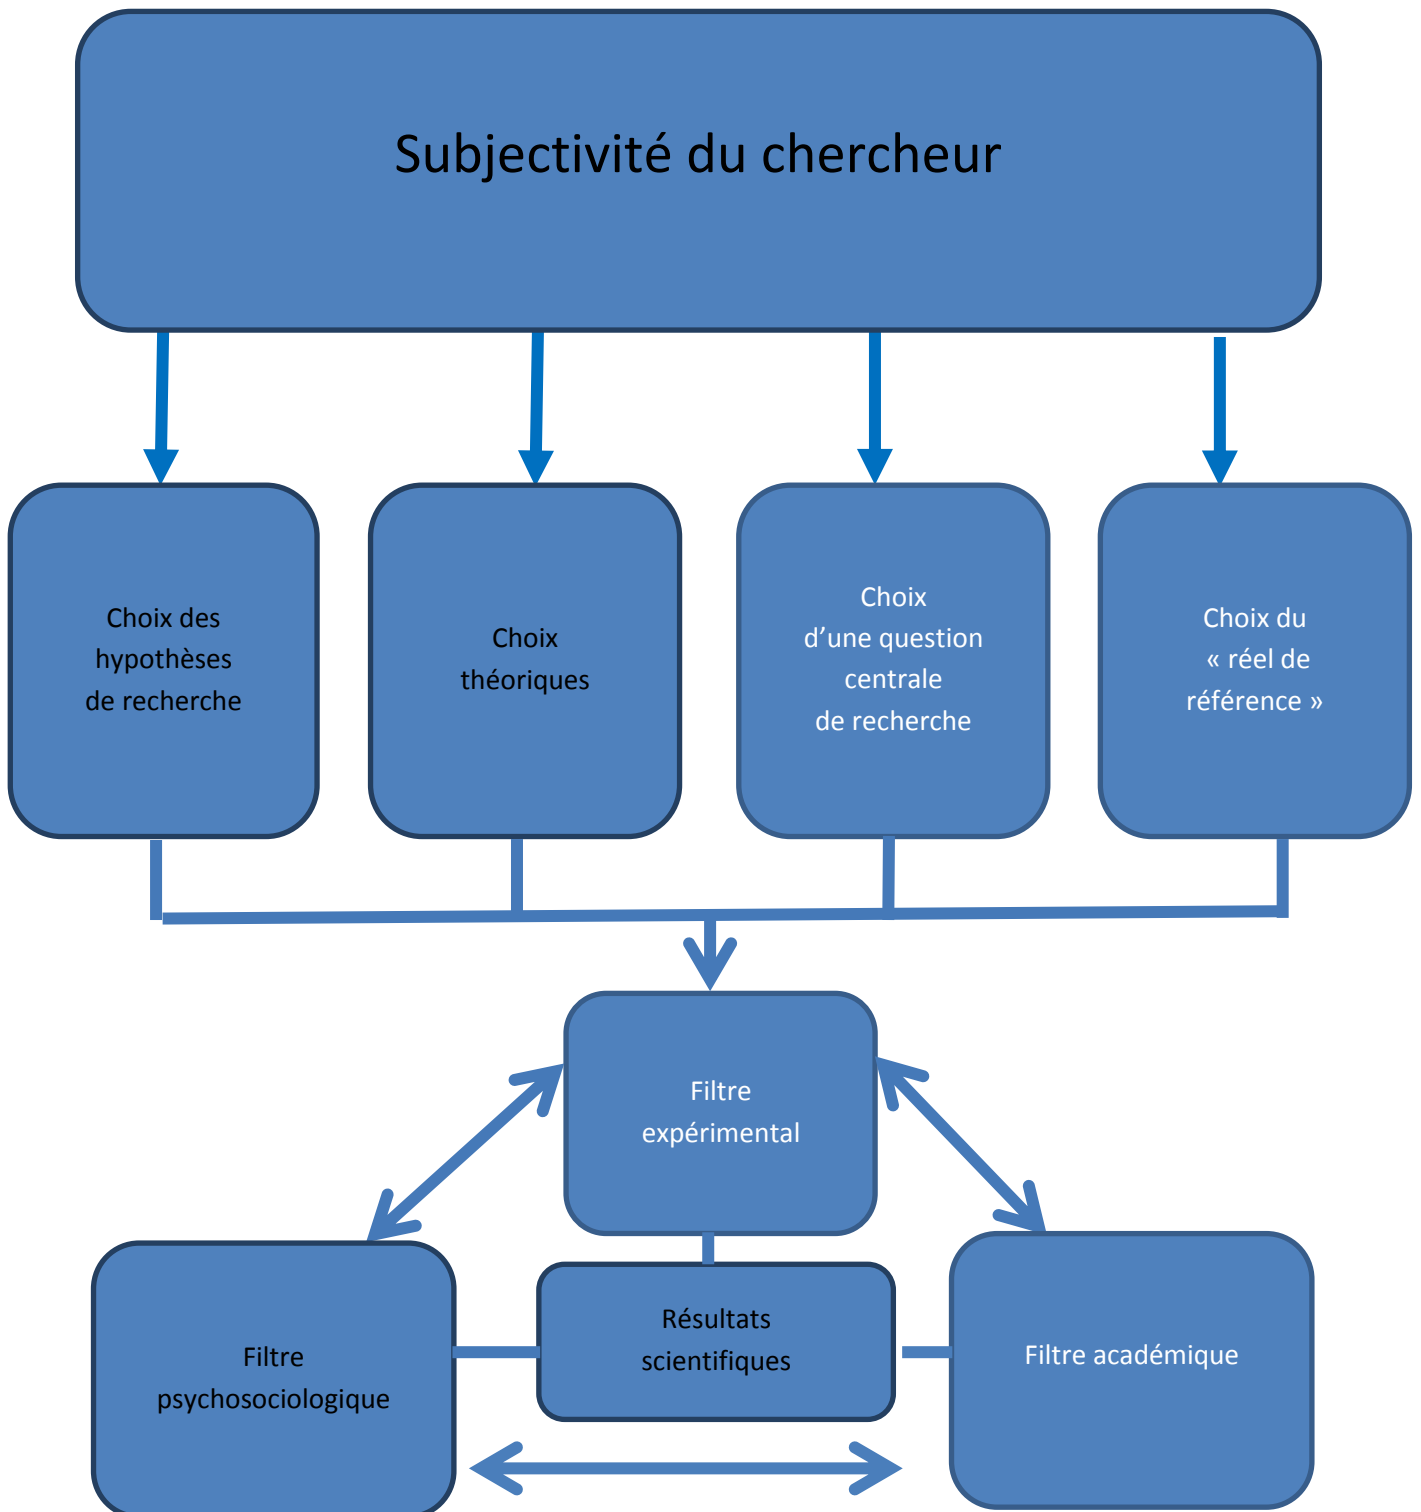 Subjectivité du chercheur
Choix des
hypothèses
de recherche
Choix
théoriques
Choix
d’une question
centrale
de recherche
Choix du
« réel de
référence »
Filtre
expérimental
Filtre
psychosociologique
Résultats
scientifiques
Filtre académique